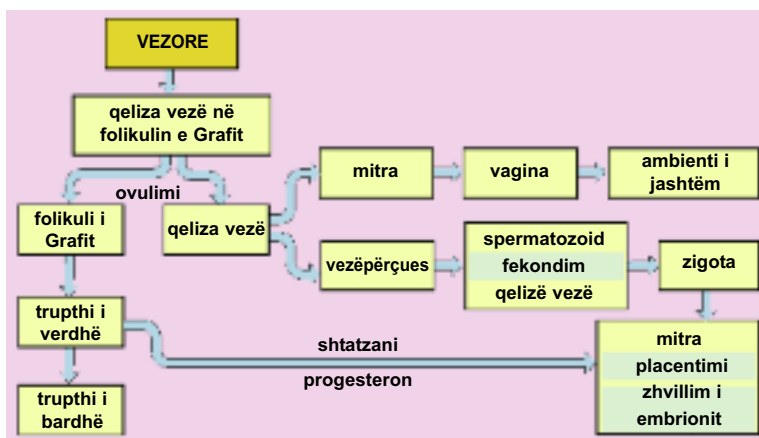 VEZORE
qeliza vezë në
folikulin e Grafit
ovulimi
folikuli i
Grafit
qeliza vezë
mitra
vagina
ambienti i
jashtëm
vezëpërçues
spermatozoid
fekondim
qelizë vezë
zigota
trupthi i
verdhë
shtatzani
progesteron
mitra
placentimi
zhvillim i
embrionit
trupthi i
bardhë